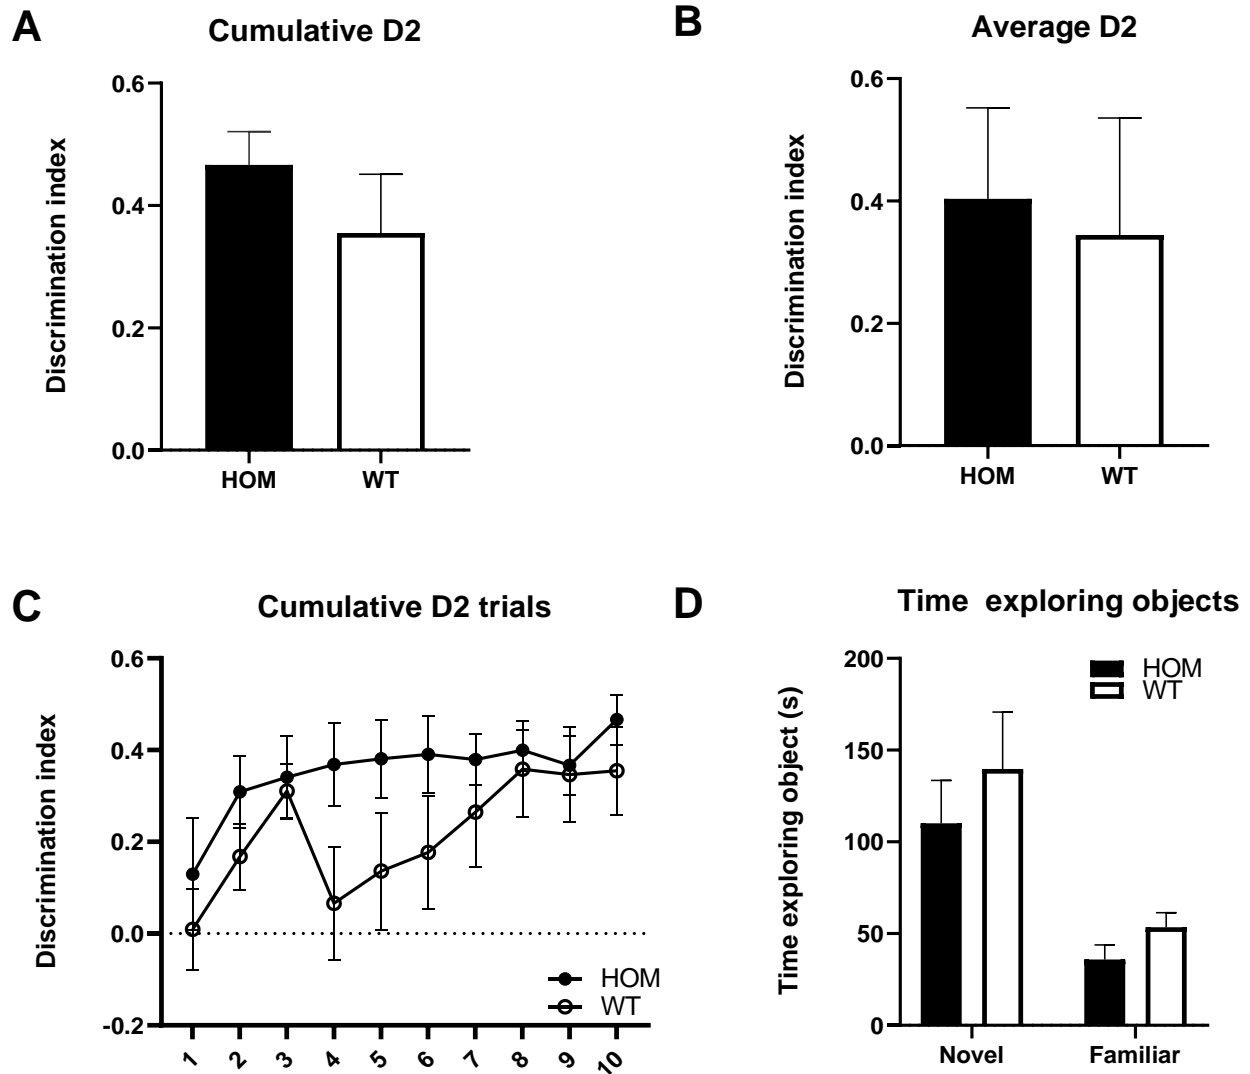 A
Cumulative D2
Discrimination index
0.6
0.4
0.2
0.0
HOM
WT
B
Average D2
Discrimination index
0.6
0.4
0.2
0.0
HOM
WT
C
Cumulative D2 trials
Discrimination index
0.6
0.4
0.2
0.0
-0.2
1
2
3
4
5
6
7
8
9
10
HOM
WT
D
Time  exploring objects
Time exploring object (s)
200
150
100
50
0
HOM
WT
Novel
Familiar